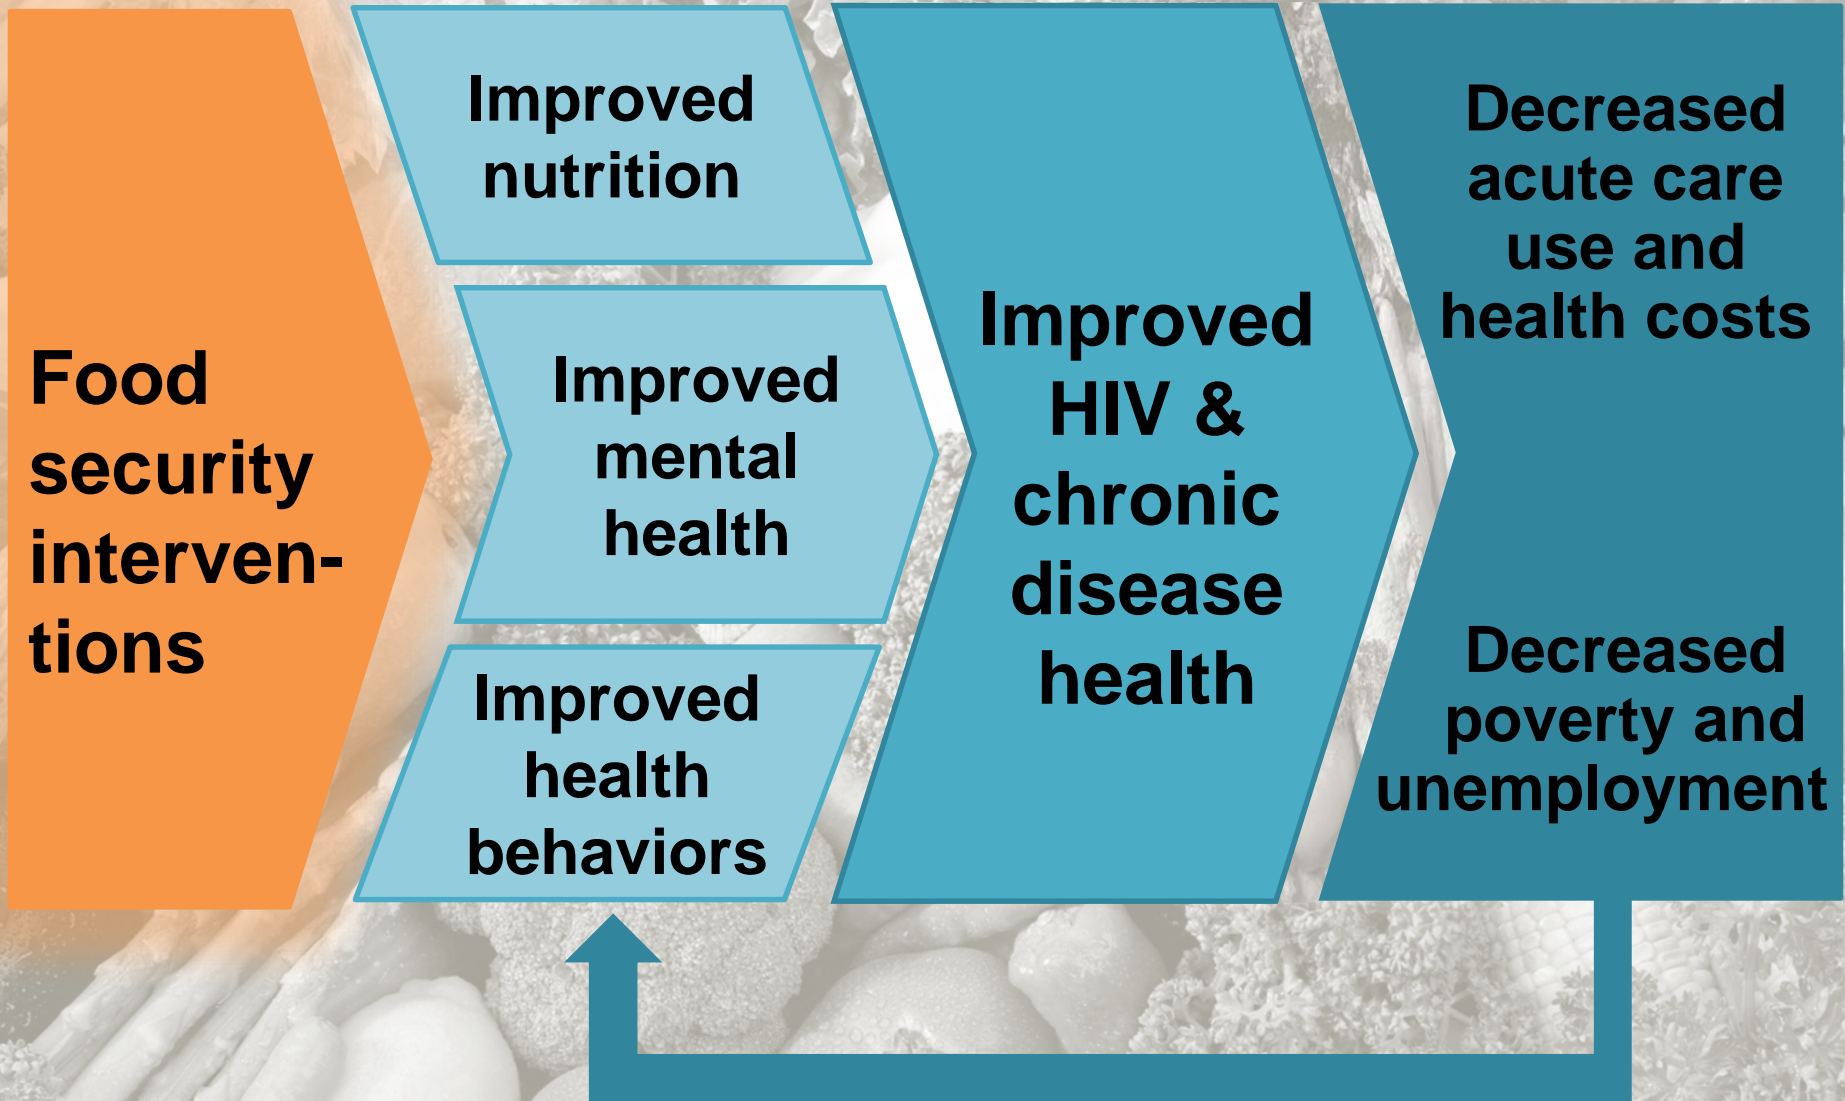 Food
security
interven-
tions
Improved
nutrition
Improved
mental
health
Improved
health
behaviors
Improved
HIV &
chronic
disease
health
Decreased
acute care
use and
health costs
Decreased
poverty and
unemployment